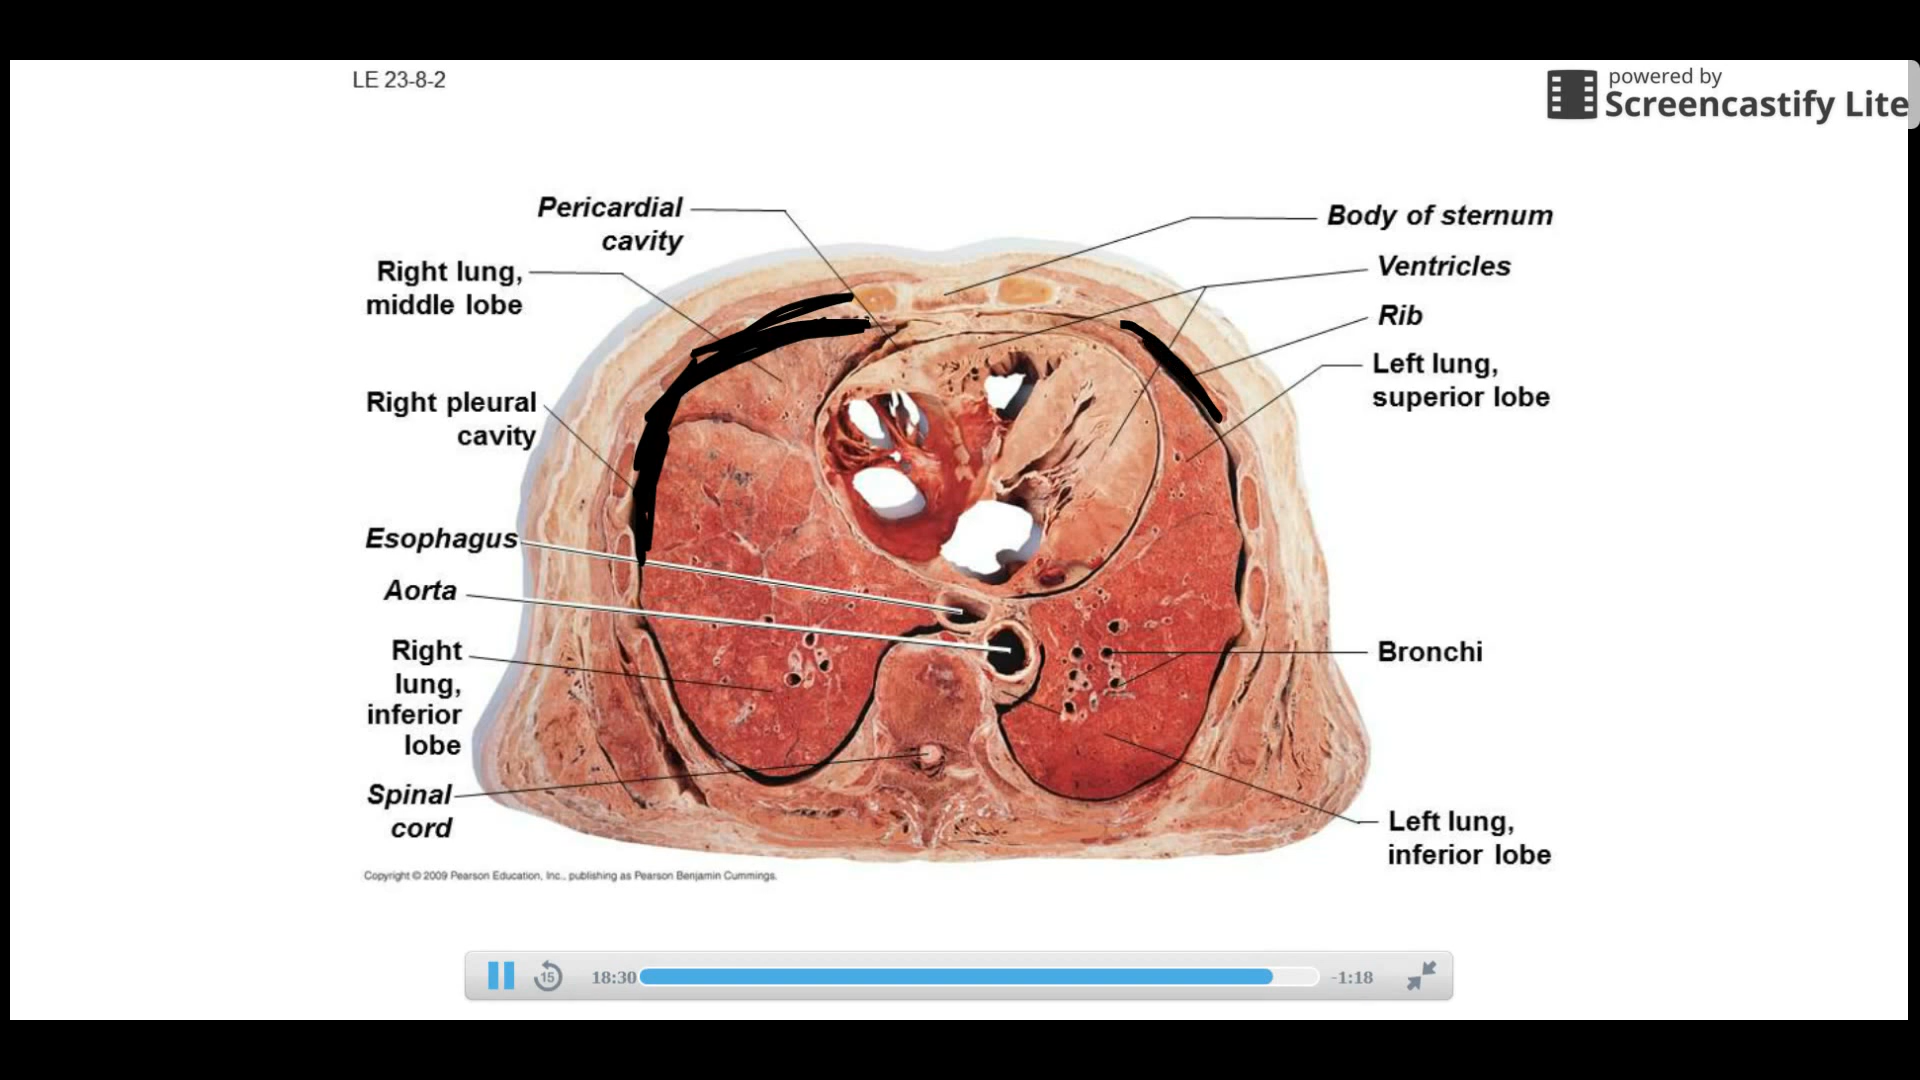 LE 23-8-2
powered by
Screencastify Lite
Pericardial
cavity
Right lung,
middle lobe
Right pleural
cavity
Esophagus
Aorta
Right
lung,
inferior
lobe
Spinal
cord
Body of sternum
Ventricles
Rib
Left lung,
superior lobe
Bronchi
Left lung,
inferior lobe
Copyright © 2009 Pearson Education, Inc., publishing as Pearson Benjamin Cummings.
15
18:30
-1:18